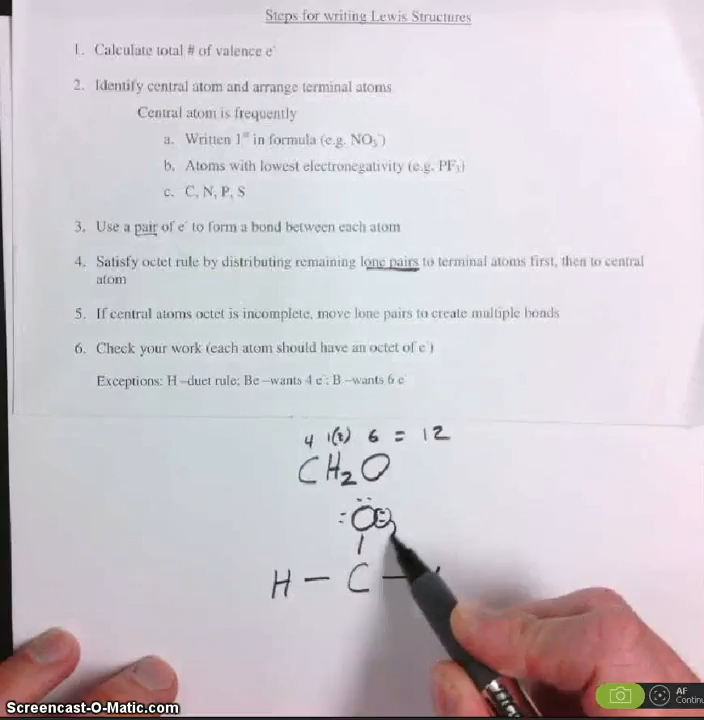 Steps for writing Lewis Structures
1. Calculate total # of valence e⁻
2. Identify central atom and arrange terminal atoms
Central atom is frequently
a. Written 1st in formula (e.g. NO₃⁻)
b. Atoms with lowest electronegativity (e.g. PF₃)
c. C, N, P, S
3. Use a pair of e⁻ to form a bond between each atom
4. Satisfy octet rule by distributing remaining lone pairs to terminal atoms first, then to central
atom
5. If central atoms octet is incomplete, move lone pairs to create multiple bonds
6. Check your work (each atom should have an octet of e⁻)
Exceptions: H –duet rule; Be –wants 4 e⁻; B –wants 6 e⁻
4 1(2) 6 = 12
CH₂O
:Ö:
|
H – C –
Screencast-O-Matic.com
AF
Continu